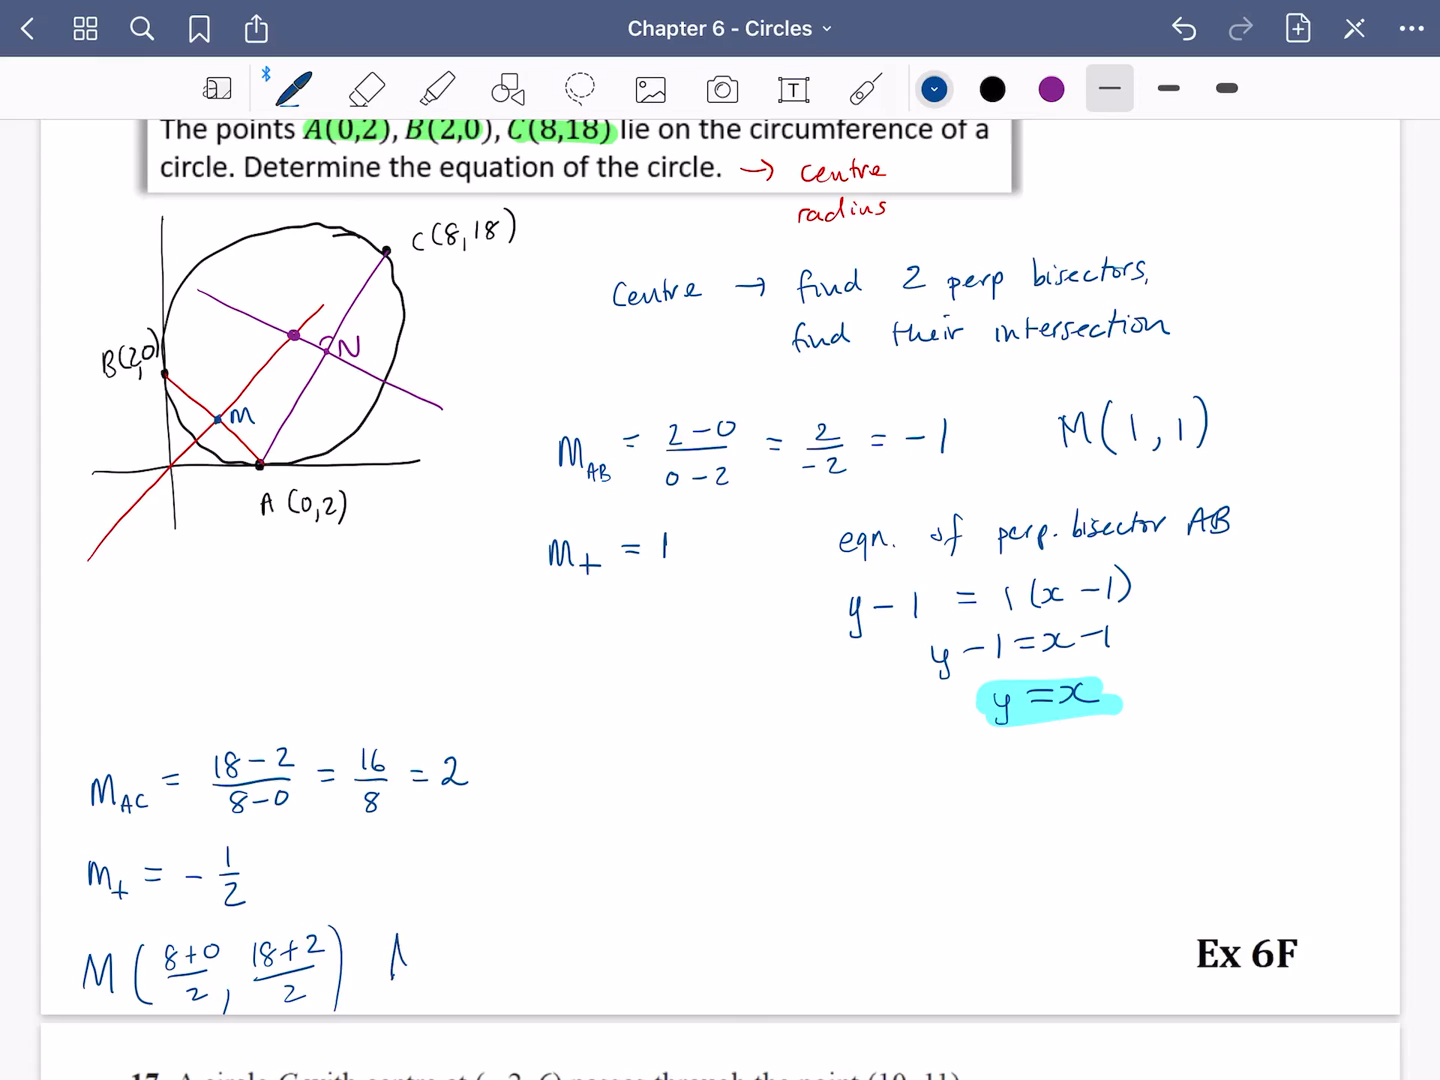 Chapter 6 - Circles
The points A(0,2), B(2,0), C(8,18) lie on the circumference of a
circle. Determine the equation of the circle. → centre
radius
C(8,18)
Centre → find 2 perp bisectors,
find their intersection
B(2,0)
N
M
A(0,2)
m_AB = (2-0)/(0-2) = 2/-2 = -1
M(1,1)
m_⊥ = 1
eqn. of perp. bisector AB
y-1 = 1(x-1)
y-1=x-1
y=x
m_AC = (18-2)/(8-0) = 16/8 = 2
m_⊥ = -1/2
M((8+0)/2, (18+2)/2)
Ex 6F